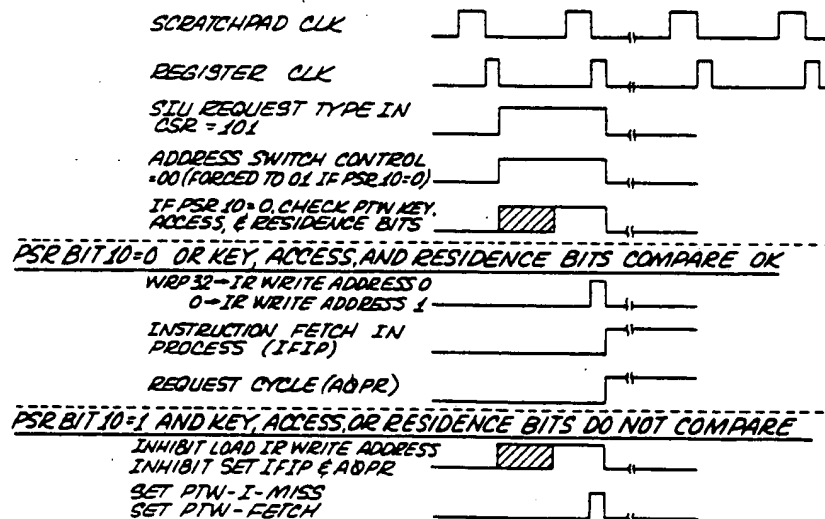 SCRATCHPAD CLK
REGISTER CLK
SIU REQUEST TYPE IN
CSR = 101
ADDRESS SWITCH CONTROL
=00 (FORCED TO 01 IF PSR 10=0)
IF PSR 10=0, CHECK PTW KEY,
ACCESS, & RESIDENCE BITS
PSR BIT 10=0 OR KEY, ACCESS, AND RESIDENCE BITS COMPARE OK
WRP 32→IR WRITE ADDRESS 0
0→IR WRITE ADDRESS 1
INSTRUCTION FETCH IN
PROCESS (IFIP)
REQUEST CYCLE (AOPR)
PSR BIT 10=1 AND KEY, ACCESS, OR RESIDENCE BITS DO NOT COMPARE
INHIBIT LOAD IR WRITE ADDRESS
INHIBIT SET IFIP & AOPR
SET PTW-I-MISS
SET PTW-FETCH